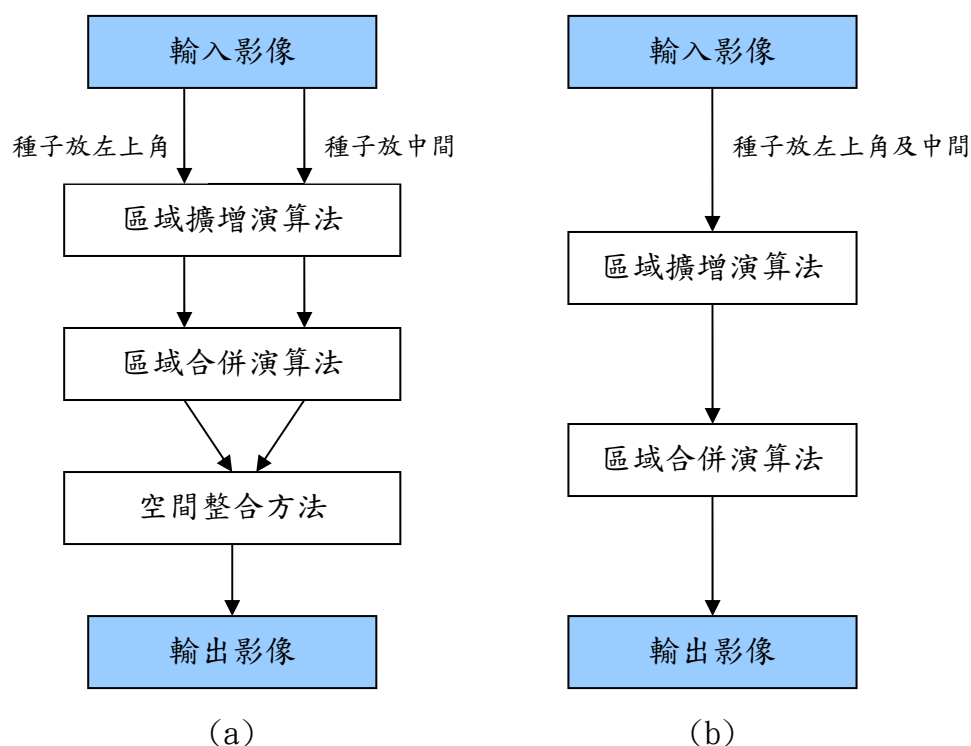 輸入影像
種子放左上角
種子放中間
區域擴增演算法
區域合併演算法
空間整合方法
輸出影像
(a)
輸入影像
種子放左上角及中間
區域擴增演算法
區域合併演算法
輸出影像
(b)